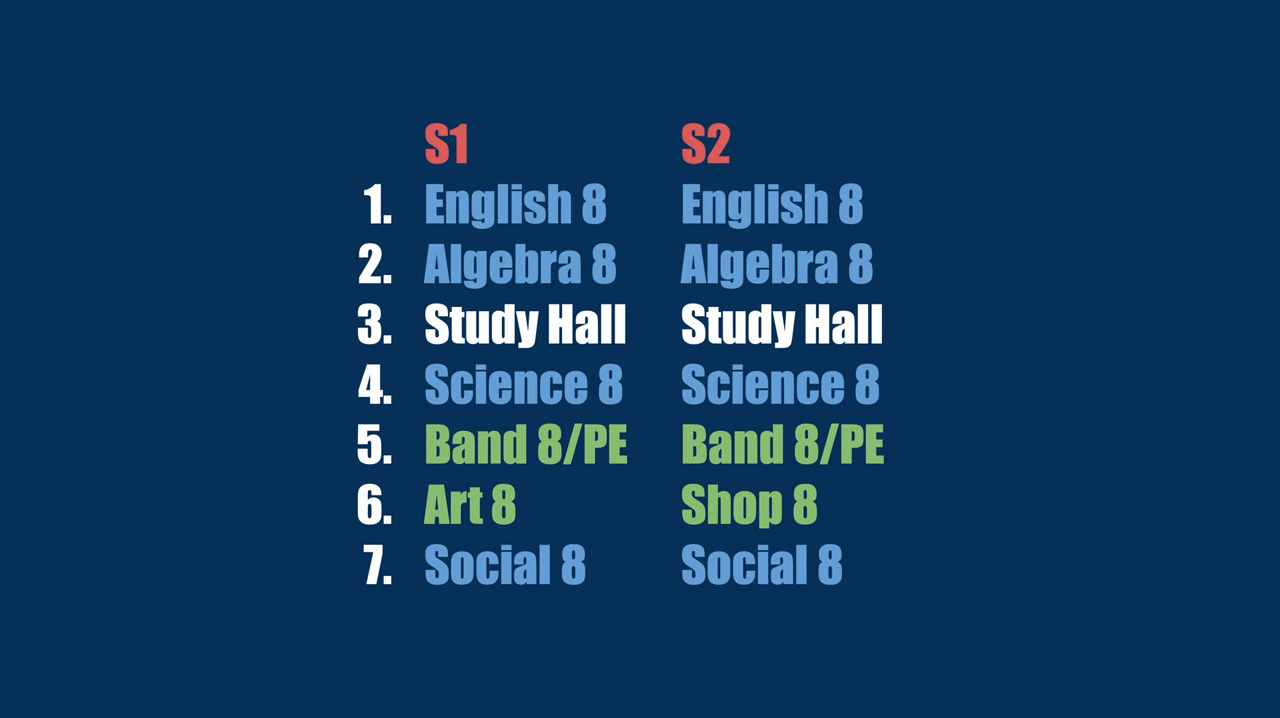 S1 S2
1. English 8 English 8
2. Algebra 8 Algebra 8
3. Study Hall Study Hall
4. Science 8 Science 8
5. Band 8/PE Band 8/PE
6. Art 8 Shop 8
7. Social 8 Social 8